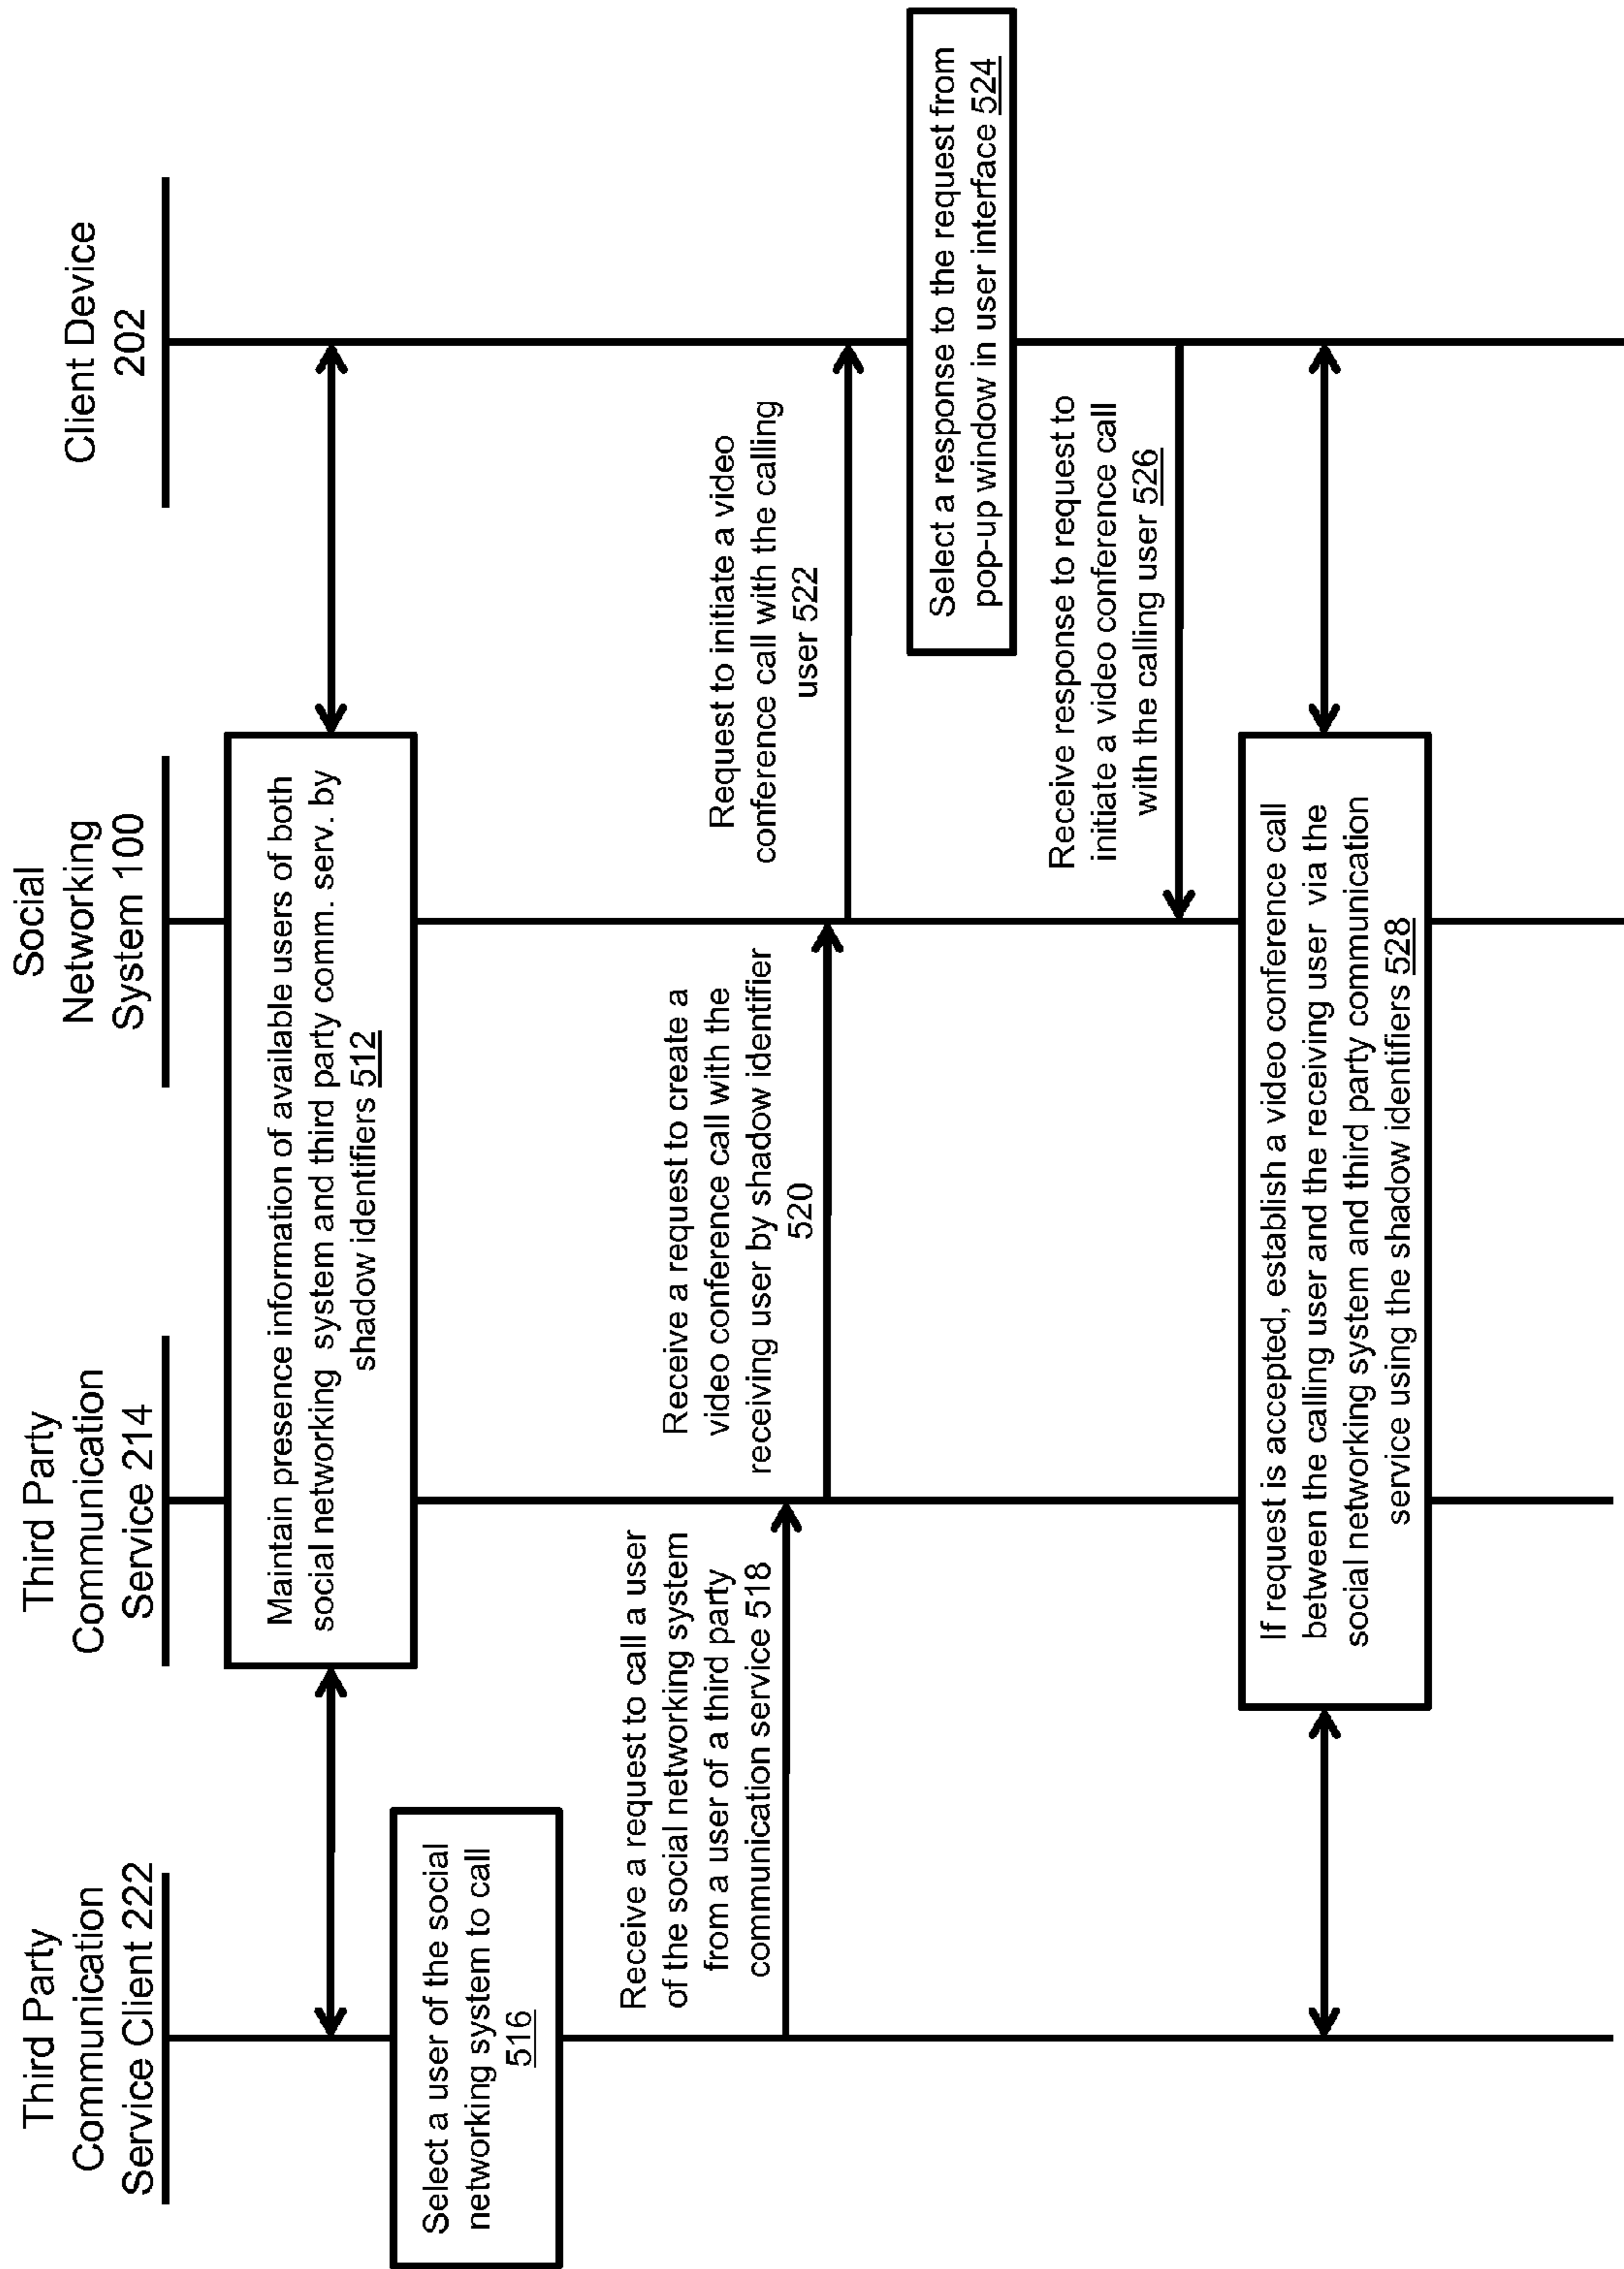 Third Party
Communication
Service Client 222
Third Party
Communication
Service 214
Social
Networking
System 100
Client Device
202
Maintain presence information of available users of both
social networking system and third party comm. serv. by
shadow identifiers 512
Select a user of the social
networking system to call
516
Receive a request to call a user
of the social networking system
from a user of a third party
communication service 518
Receive a request to create a
video conference call with the
receiving user by shadow identifier
520
Request to initiate a video
conference call with the calling
user 522
Select a response to the request from
pop-up window in user interface 524
Receive response to request to
initiate a video conference call
with the calling user 526
If request is accepted, establish a video conference call
between the calling user and the receiving user via the
social networking system and third party communication
service using the shadow identifiers 528